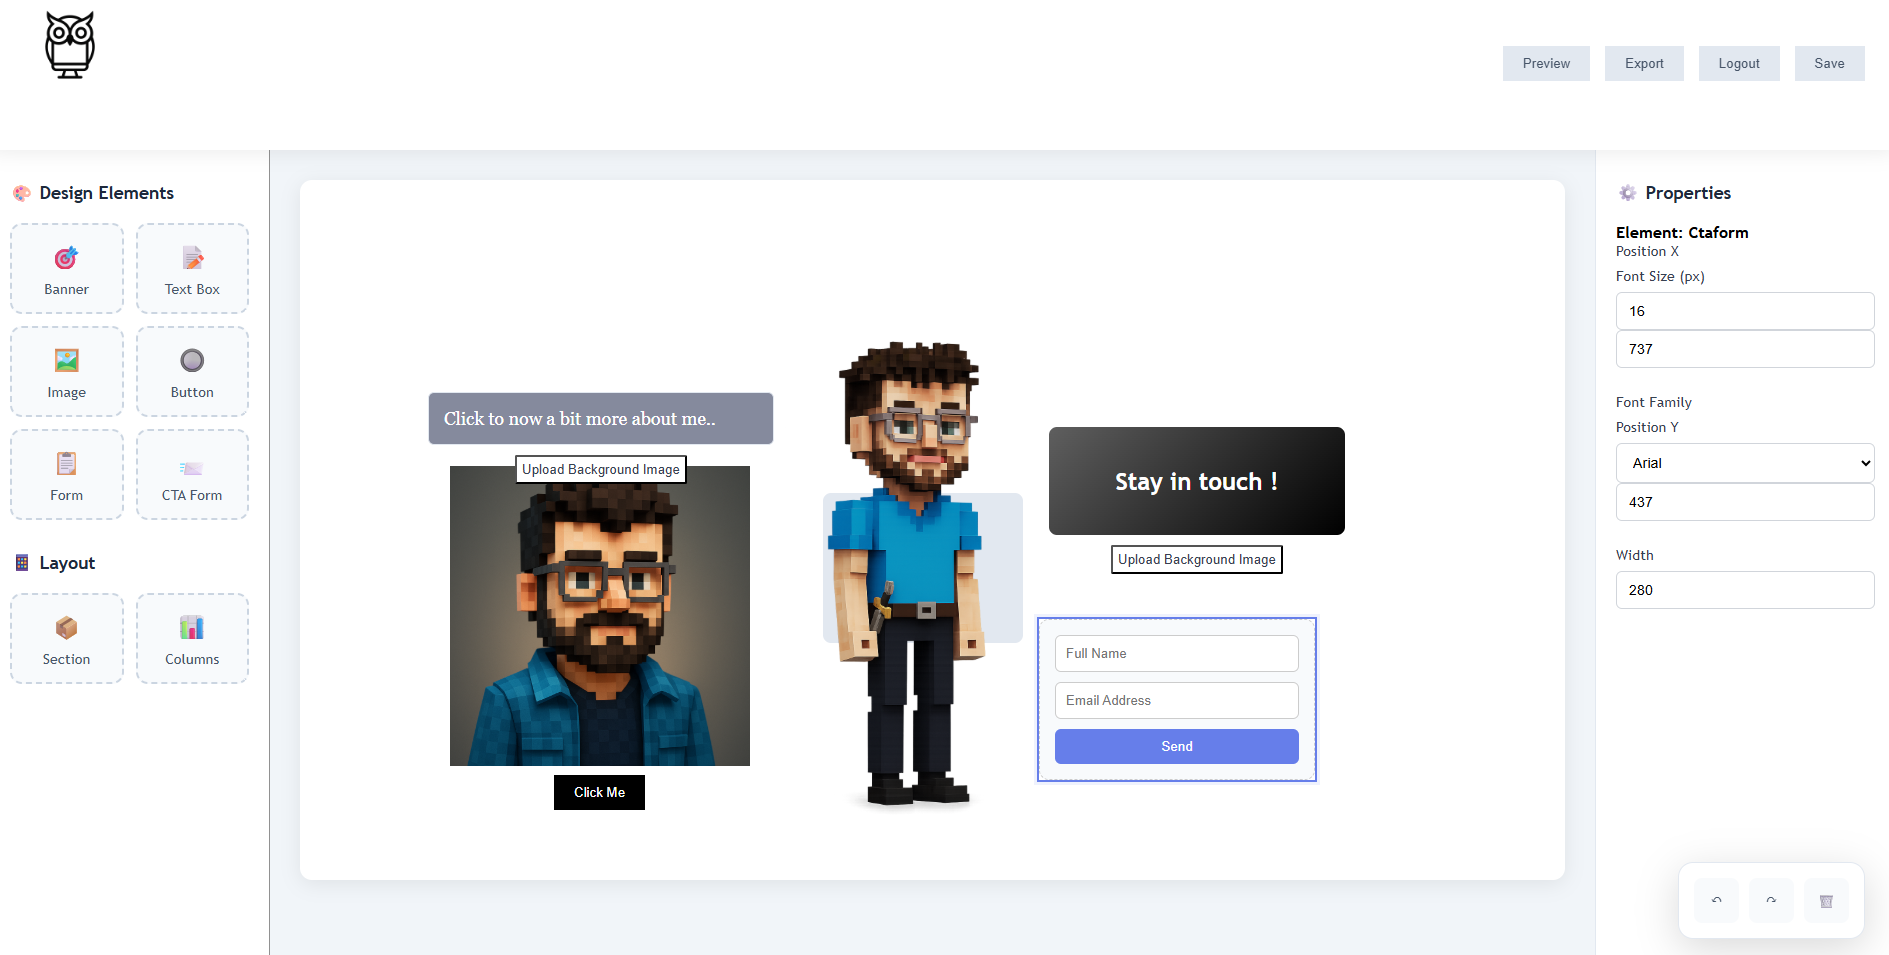 Preview Export Logout Save
Design Elements
Banner Text Box
Image Button
Form CTA Form
Layout
Section Columns
Click to now a bit more about me..
Upload Background Image
Click Me
Stay in touch !
Upload Background Image
Full Name
Email Address
Send
Properties
Element: Ctaform
Position X
Font Size (px)
16
737
Font Family
Position Y
Arial
437
Width
280